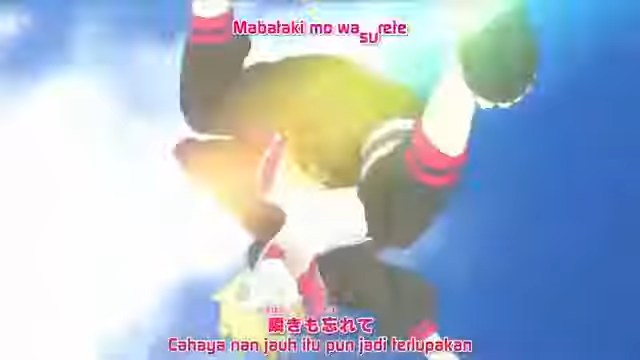 Mabataki mo wasurete
瞬きも忘れて
Cahaya nan jauh itu pun jadi terlupakan